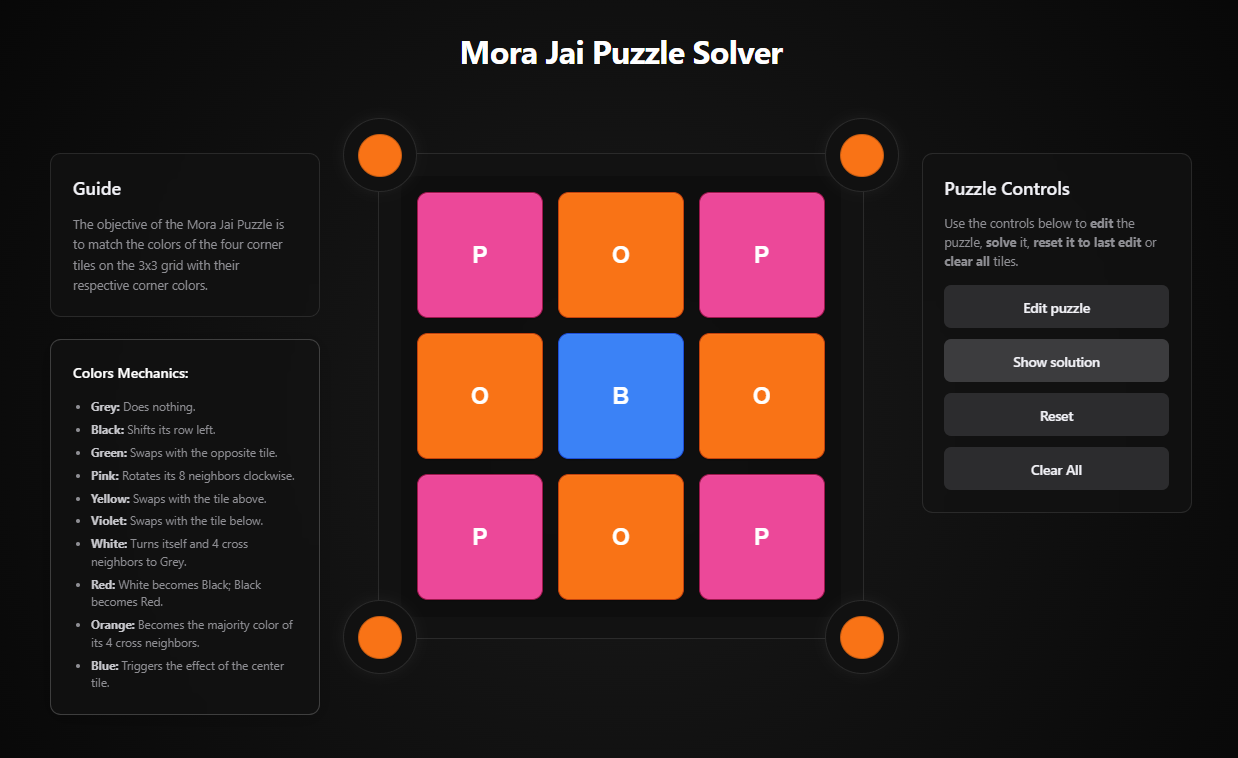 Mora Jai Puzzle Solver
Guide
The objective of the Mora Jai Puzzle is
to match the colors of the four corner
tiles on the 3x3 grid with their
respective corner colors.
Colors Mechanics:
Grey: Does nothing.
Black: Shifts its row left.
Green: Swaps with the opposite tile.
Pink: Rotates its 8 neighbors clockwise.
Yellow: Swaps with the tile above.
Violet: Swaps with the tile below.
White: Turns itself and 4 cross
neighbors to Grey.
Red: White becomes Black; Black
becomes Red.
Orange: Becomes the majority color of
its 4 cross neighbors.
Blue: Triggers the effect of the center
tile.
P O P
O B O
P O P
Puzzle Controls
Use the controls below to edit the
puzzle, solve it, reset it to last edit or
clear all tiles.
Edit puzzle
Show solution
Reset
Clear All